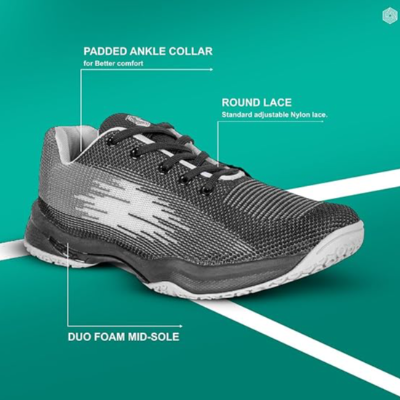 PADDED ANKLE COLLAR
for Better comfort
ROUND LACE
Standard adjustable Nylon lace.
DUO FOAM MID-SOLE